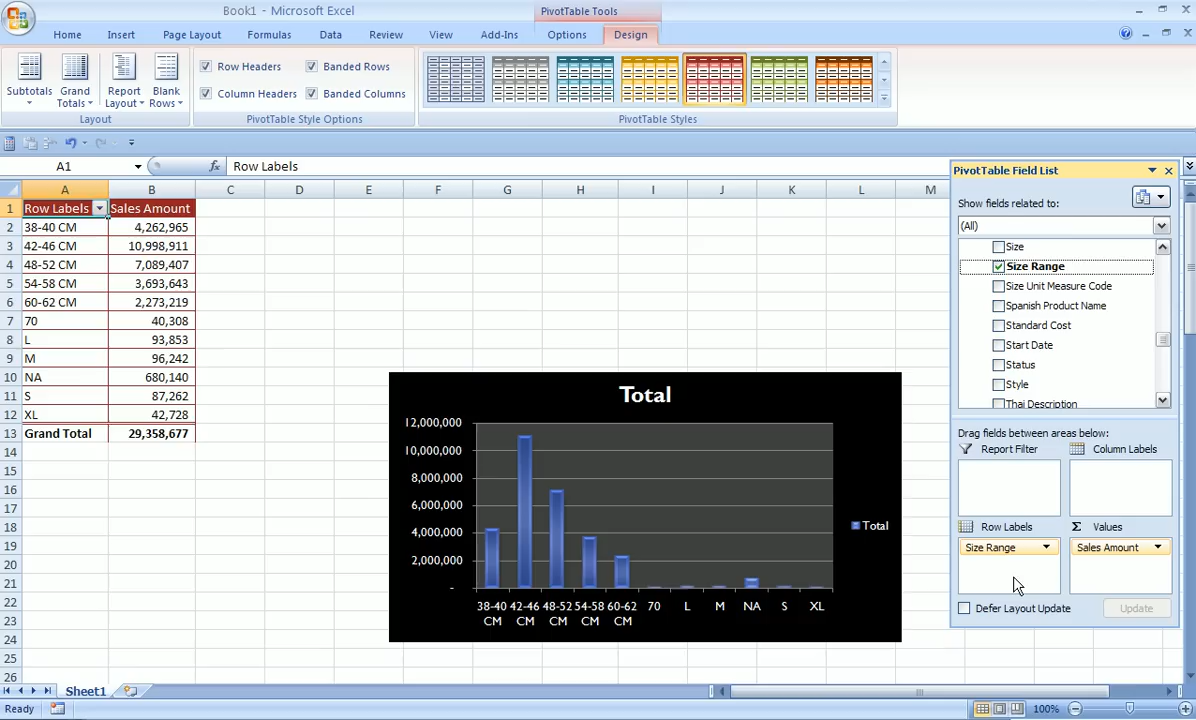 Book1 - Microsoft Excel
PivotTable Tools
Home Insert Page Layout Formulas Data Review View Add-Ins Options Design
Subtotals
Grand Totals
Report Layout
Blank Rows
Layout
Row Headers
Banded Rows
Column Headers
Banded Columns
PivotTable Style Options
PivotTable Styles
A1
fx
Row Labels
A B C D E F G H I J K L M
1 Row Labels Sales Amount
2 38-40 CM 4,262,965
3 42-46 CM 10,998,911
4 48-52 CM 7,089,407
5 54-58 CM 3,693,643
6 60-62 CM 2,273,219
7 70 40,308
8 L 93,853
9 M 96,242
10 NA 680,140
11 S 87,262
12 XL 42,728
13 Grand Total 29,358,677
14
15
16
17
18
19
20
21
22
23
24
25
26
Total
12,000,000
10,000,000
8,000,000
6,000,000
4,000,000
2,000,000
-
38-40 CM 42-46 CM 48-52 CM 54-58 CM 60-62 CM 70 L M NA S XL
Total
PivotTable Field List
Show fields related to:
(All)
Size
Size Range
Size Unit Measure Code
Spanish Product Name
Standard Cost
Start Date
Status
Style
Thai Description
Drag fields between areas below:
Report Filter
Column Labels
Row Labels
Σ Values
Size Range
Sales Amount
Defer Layout Update
Update
Sheet1
Ready
100%